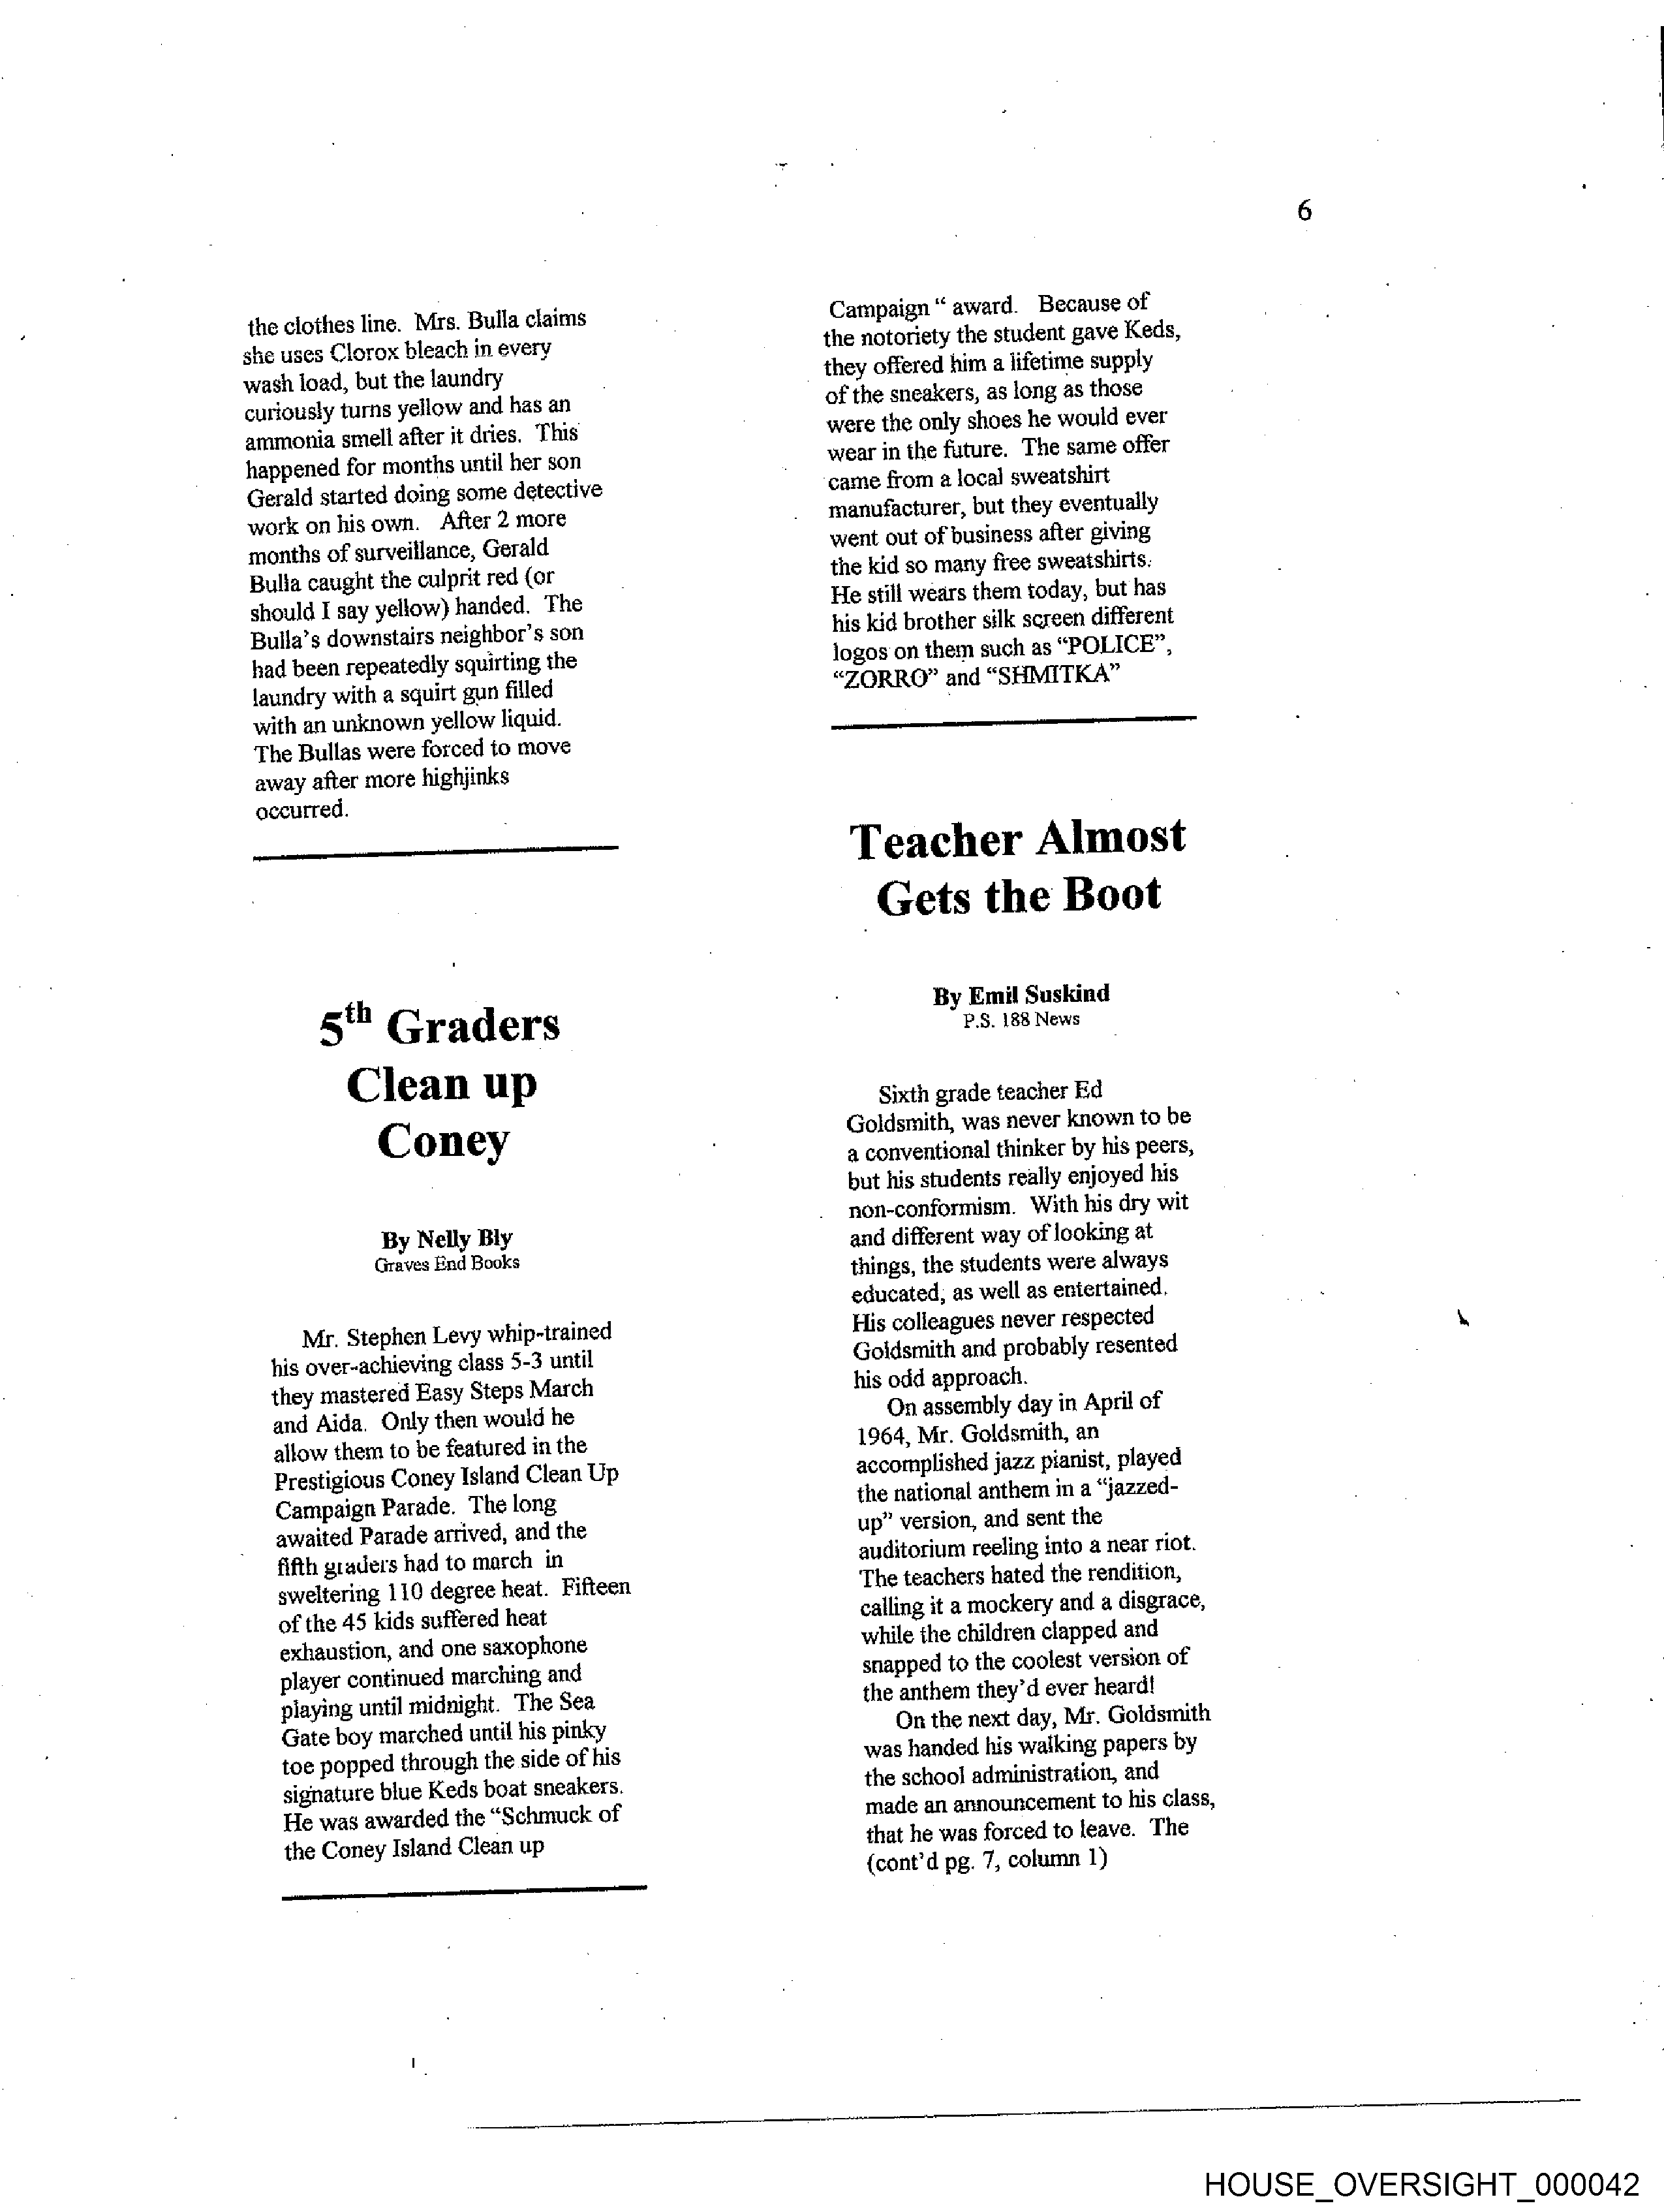 6
the clothes line. Mrs. Bulla claims
she uses Clorox bleach in every
wash load, but the laundry
curiously turns yellow and has an
ammonia smell after it dries. This
happened for months until her son
Gerald started doing some detective
work on his own. After 2 more
months of surveillance, Gerald
Bulla caught the culprit red (or
should I say yellow) handed. The
Bulla's downstairs neighbor's son
had been repeatedly squirting the
laundry with a squirt gun filled
with an unknown yellow liquid.
The Bullas were forced to move
away after more highjinks
occurred.
5th Graders
Clean up
Coney
By Nelly Bly
Graves End Books
Mr. Stephen Levy whip-trained
his over-achieving class 5-3 until
they mastered Easy Steps March
and Aida. Only then would he
allow them to be featured in the
Prestigious Coney Island Clean Up
Campaign Parade. The long
awaited Parade arrived, and the
fifth graders had to march in
sweltering 110 degree heat. Fifteen
of the 45 kids suffered heat
exhaustion, and one saxophone
player continued marching and
playing until midnight. The Sea
Gate boy marched until his pinky
toe popped through the side of his
signature blue Keds boat sneakers.
He was awarded the “Schmuck of
the Coney Island Clean up
Campaign “ award. Because of
the notoriety the student gave Keds,
they offered him a lifetime supply
of the sneakers, as long as those
were the only shoes he would ever
wear in the future. The same offer
came from a local sweatshirt
manufacturer, but they eventually
went out of business after giving
the kid so many free sweatshirts.
He still wears them today, but has
his kid brother silk screen different
logos on them such as “POLICE”,
“ZORRO” and “SHMITKA”
Teacher Almost
Gets the Boot
By Emil Suskind
P.S. 188 News
Sixth grade teacher Ed
Goldsmith, was never known to be
a conventional thinker by his peers,
but his students really enjoyed his
non-conformism. With his dry wit
and different way of looking at
things, the students were always
educated, as well as entertained.
His colleagues never respected
Goldsmith and probably resented
his odd approach.
On assembly day in April of
1964, Mr. Goldsmith, an
accomplished jazz pianist, played
the national anthem in a “jazzed-
up” version, and sent the
auditorium reeling into a near riot.
The teachers hated the rendition,
calling it a mockery and a disgrace,
while the children clapped and
snapped to the coolest version of
the anthem they'd ever heard!
On the next day, Mr. Goldsmith
was handed his walking papers by
the school administration, and
made an announcement to his class,
that he was forced to leave. The
(cont'd pg. 7, column 1)
HOUSE_OVERSIGHT_000042